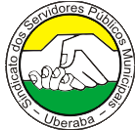 Sindicato dos Servidores Públicos Municipais
- Uberaba -